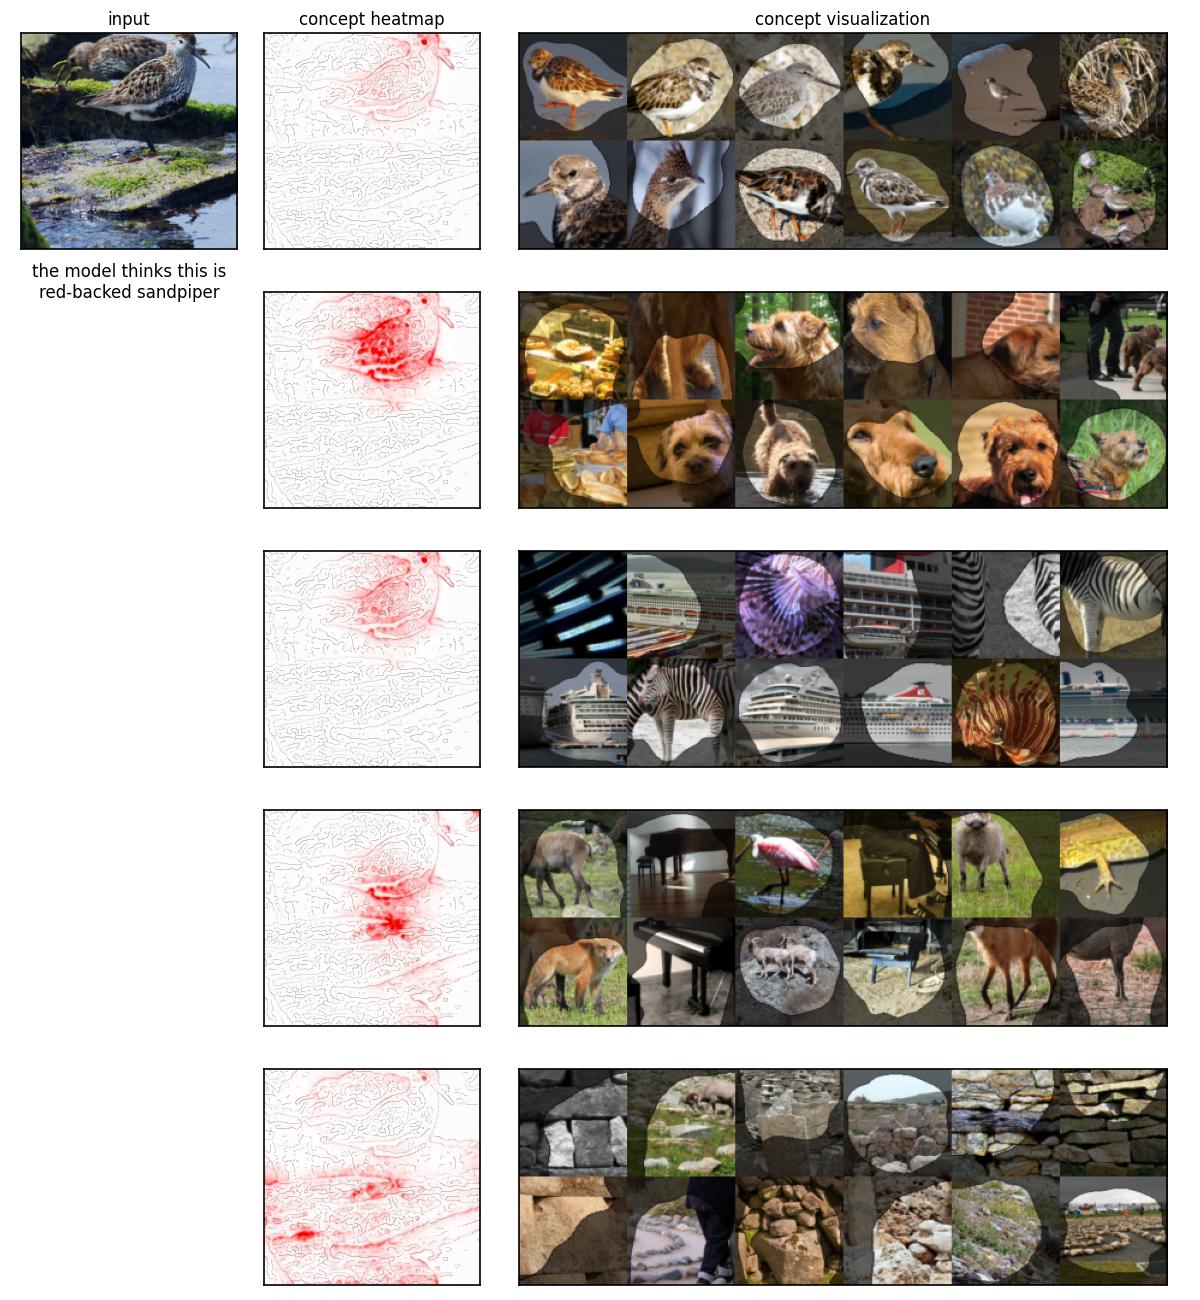 input
concept heatmap
concept visualization
the model thinks this is
red-backed sandpiper